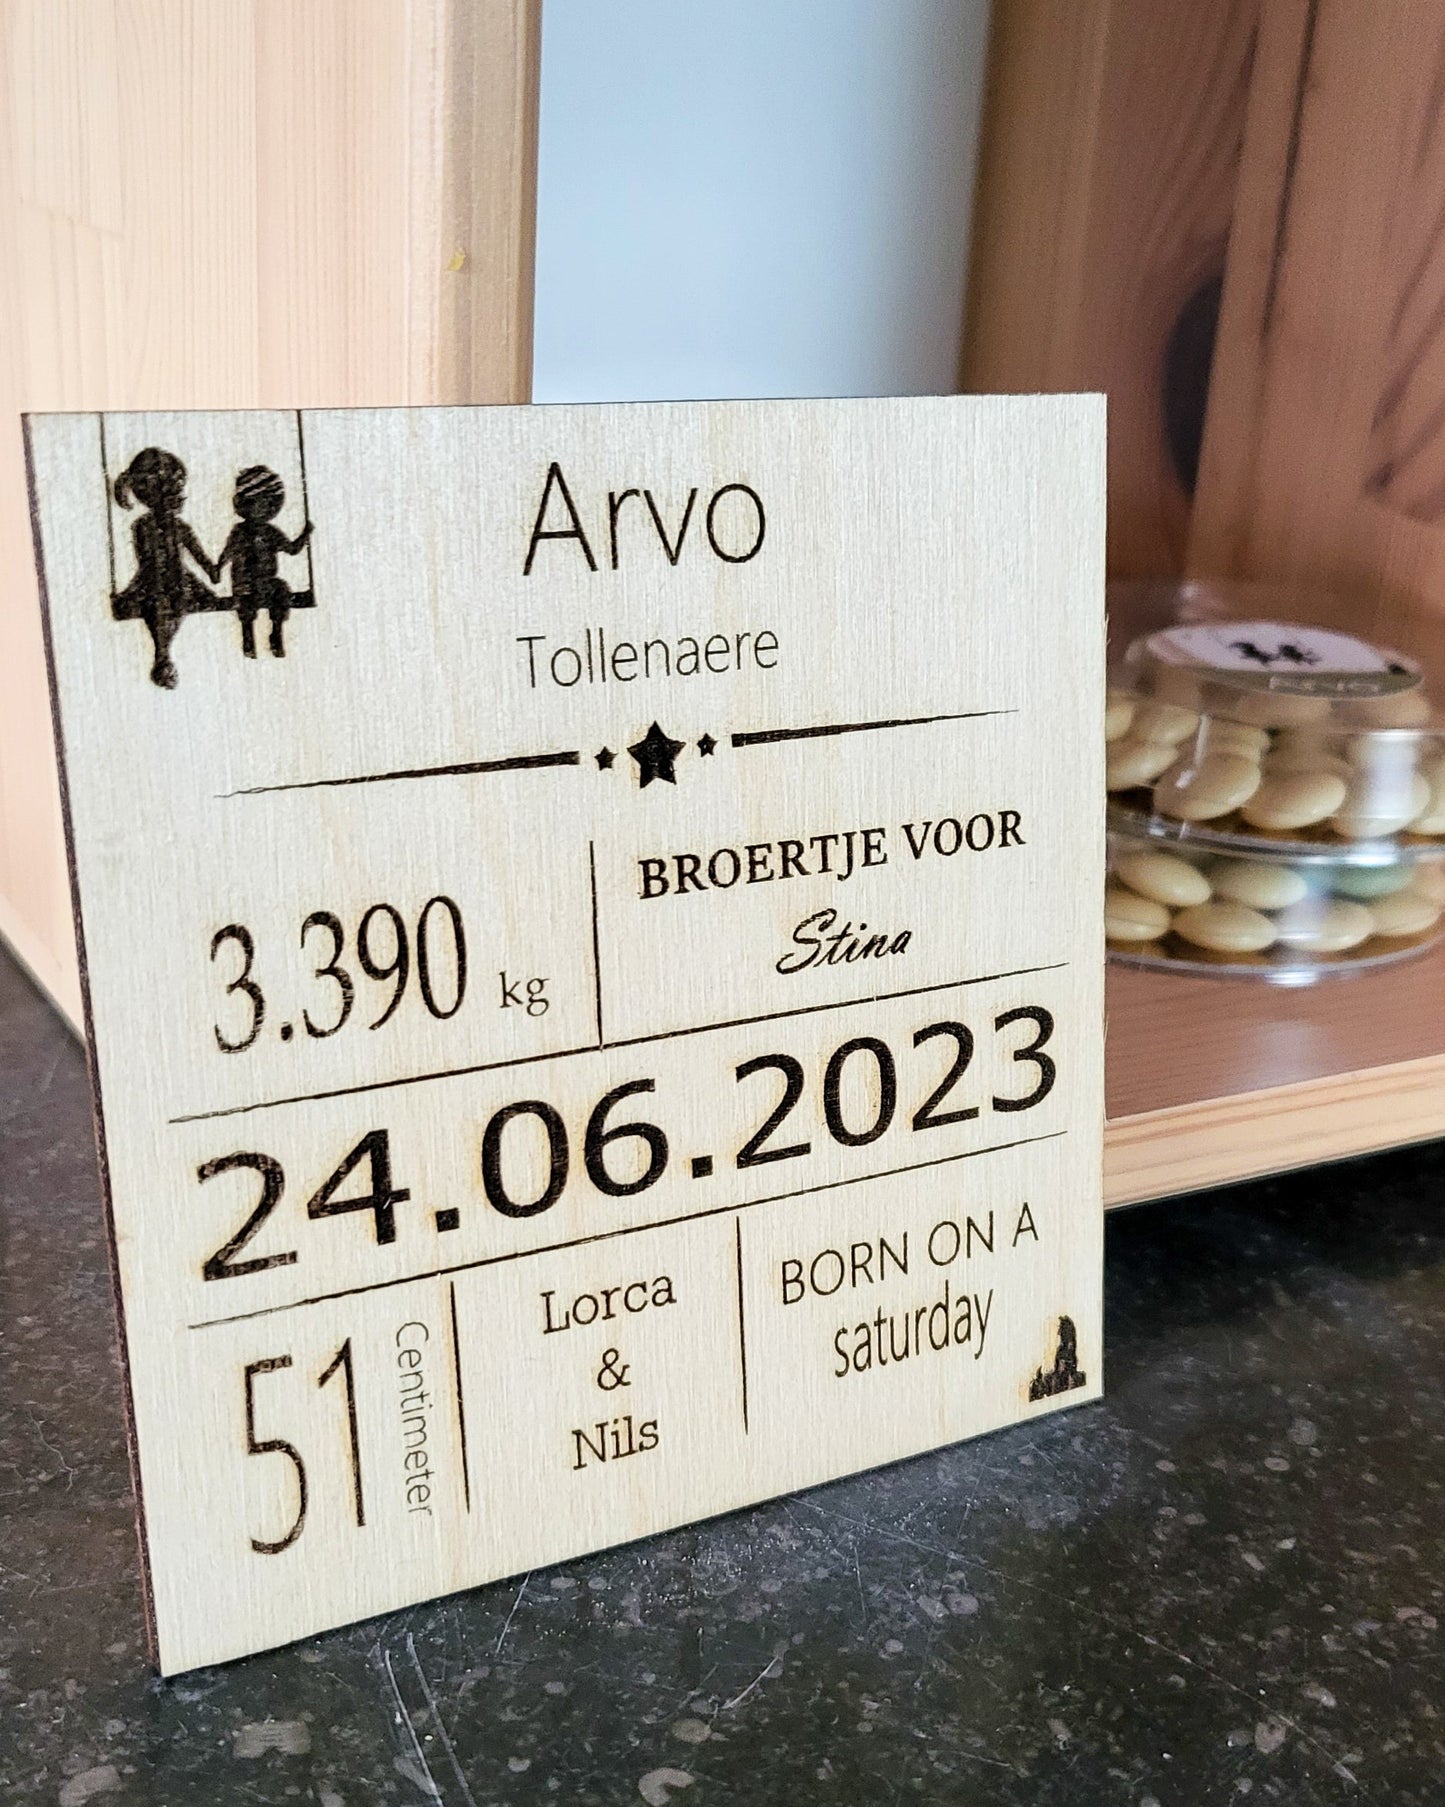 Arvo
Tollenaere
BROERTJE VOOR
Stina
3.390 kg
24.06.2023
51 Centimeter
Lorca
&
Nils
BORN ON A
saturday